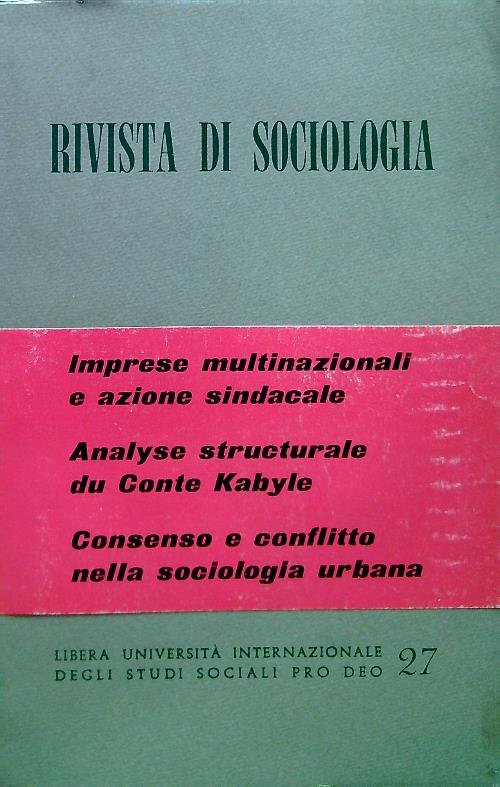 RIVISTA DI SOCIOLOGIA
Imprese multinazionali
e azione sindacale
Analyse structurale
du Conte Kabyle
Consenso e conflitto
nella sociologia urbana
LIBERA UNIVERSITÀ INTERNAZIONALE
DEGLI STUDI SOCIALI PRO DEO 27